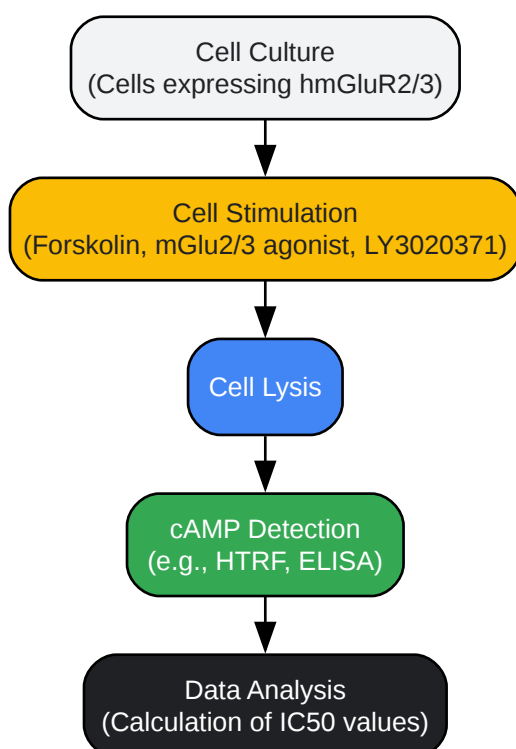 Cell Culture
(Cells expressing hmGluR2/3)
Cell Stimulation
(Forskolin, mGlu2/3 agonist, LY3020371)
Cell Lysis
cAMP Detection
(e.g., HTRF, ELISA)
Data Analysis
(Calculation of IC50 values)